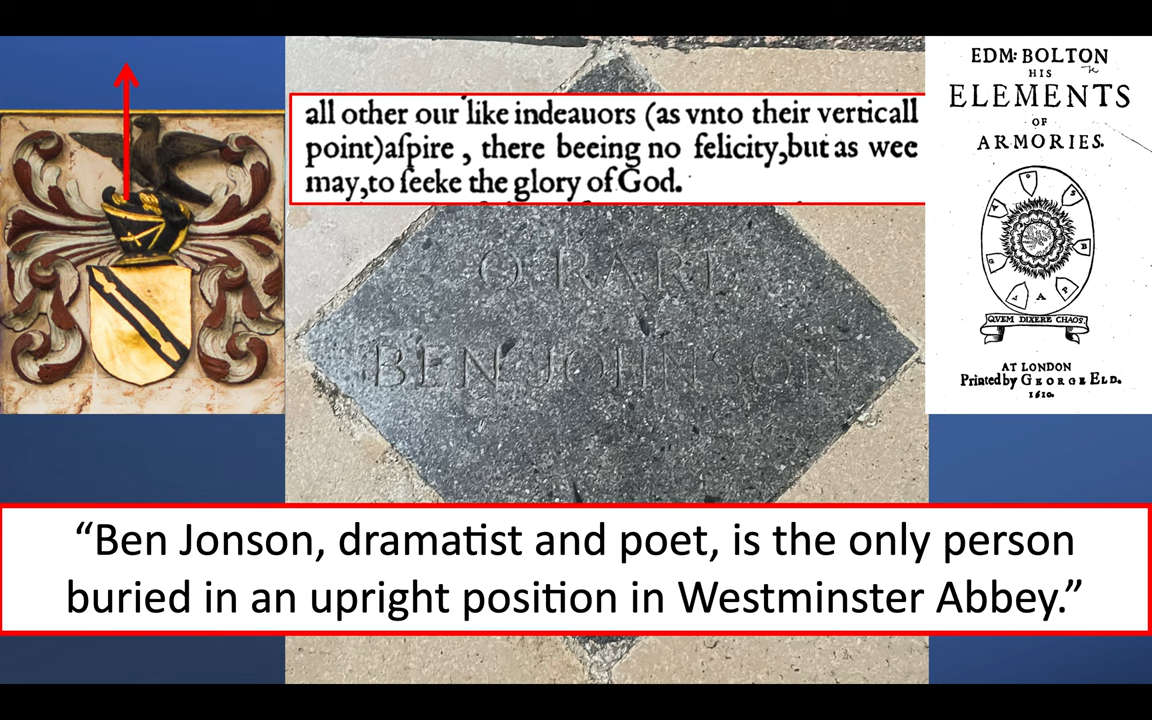 all other our like indeauors (as vnto their verticall
point)aſpire , there beeing no felicity,but as wee
may,to ſeeke the glory of God.
O RARE
BEN JOHNSON
EDM: BOLTON
HIS
ELEMENTS
OF
ARMORIES.
QVEM DIXERE CHAOS.
AT LONDON
Printed by GEORGE ELD.
1610.
“Ben Jonson, dramatist and poet, is the only person
buried in an upright position in Westminster Abbey.”